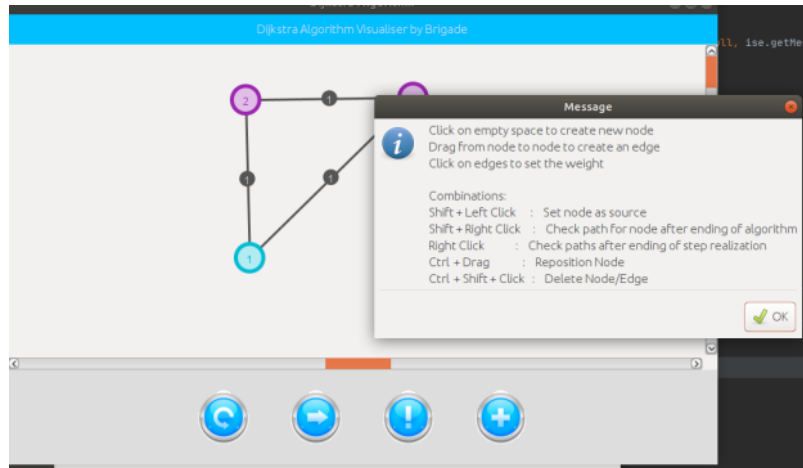 Dijkstra Algorithm Visualiser by Brigade
ll, ise.getMe
2
1
1
1
1
Message
Click on empty space to create new node
Drag from node to node to create an edge
Click on edges to set the weight
Combinations:
Shift + Left Click : Set node as source
Shift + Right Click : Check path for node after ending of algorithm
Right Click : Check paths after ending of step realization
Ctrl + Drag : Reposition Node
Ctrl + Shift + Click : Delete Node/Edge
OK